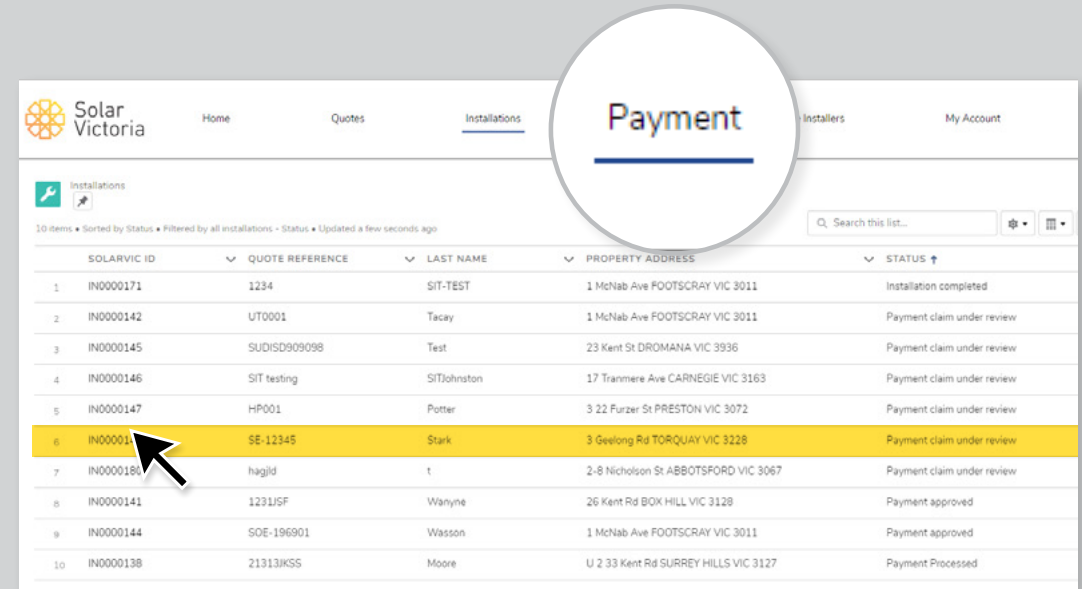 Solar
Victoria
Home
Quotes
Installations
Payment
Installers
My Account
Installations
10 items • Sorted by Status • Filtered by all installations - Status • Updated a few seconds ago
Search this list...
SOLARVIC ID QUOTE REFERENCE LAST NAME PROPERTY ADDRESS STATUS
1 IN0000171 1234 SIT-TEST 1 McNab Ave FOOTSCRAY VIC 3011 Installation completed
2 IN0000142 UT0001 Tacay 1 McNab Ave FOOTSCRAY VIC 3011 Payment claim under review
3 IN0000145 SUDISD909098 Test 23 Kent St DROMANA VIC 3936 Payment claim under review
4 IN0000146 SIT testing SITJohnston 17 Tranmere Ave CARNEGIE VIC 3163 Payment claim under review
5 IN0000147 HP001 Potter 3 22 Furzer St PRESTON VIC 3072 Payment claim under review
6 SE-12345 Stark 3 Geelong Rd TORQUAY VIC 3228 Payment claim under review
7 IN0000180 hagjld t 2-8 Nicholson St ABBOTSFORD VIC 3067 Payment claim under review
8 IN0000141 1231JSF Wanyne 26 Kent Rd BOX HILL VIC 3128 Payment approved
9 IN0000144 SOE-196901 Wasson 1 McNab Ave FOOTSCRAY VIC 3011 Payment approved
10 IN0000138 21313JKSS Moore U 2 33 Kent Rd SURREY HILLS VIC 3127 Payment Processed